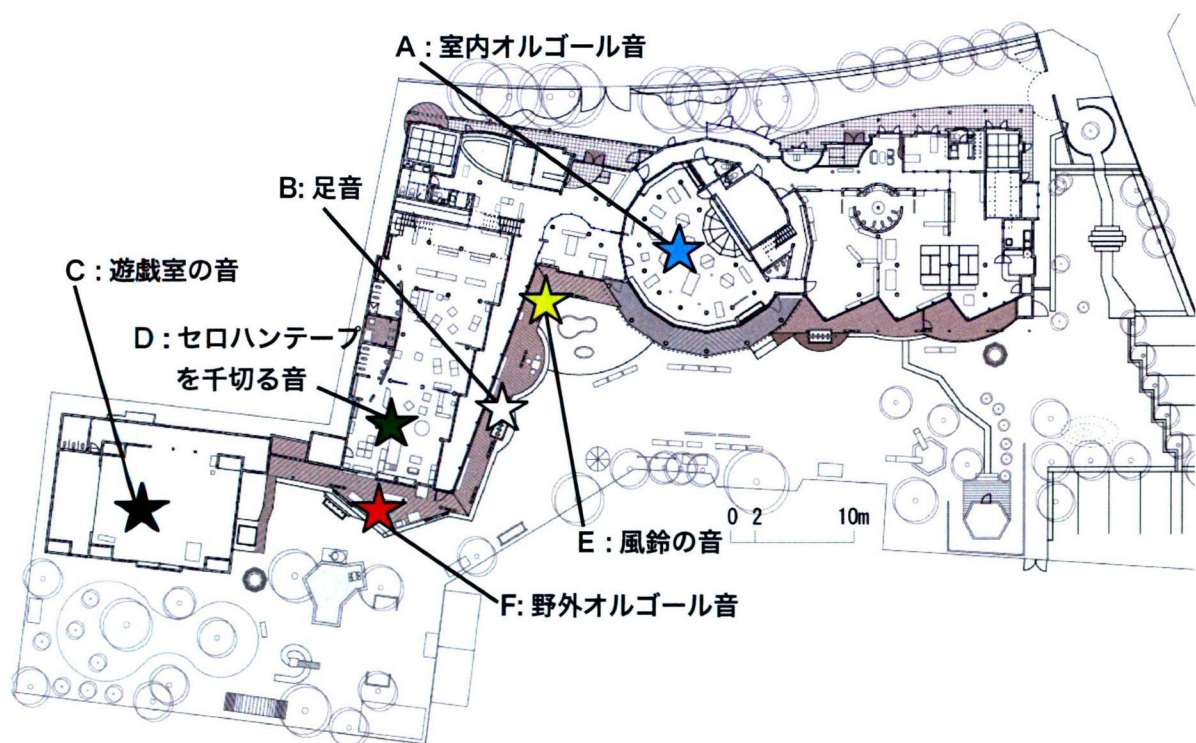 A : 室内オルゴール音
B: 足音
C : 遊戯室の音
D : セロハンテープ
を千切る音
0 2 10m
E : 風鈴の音
F: 野外オルゴール音